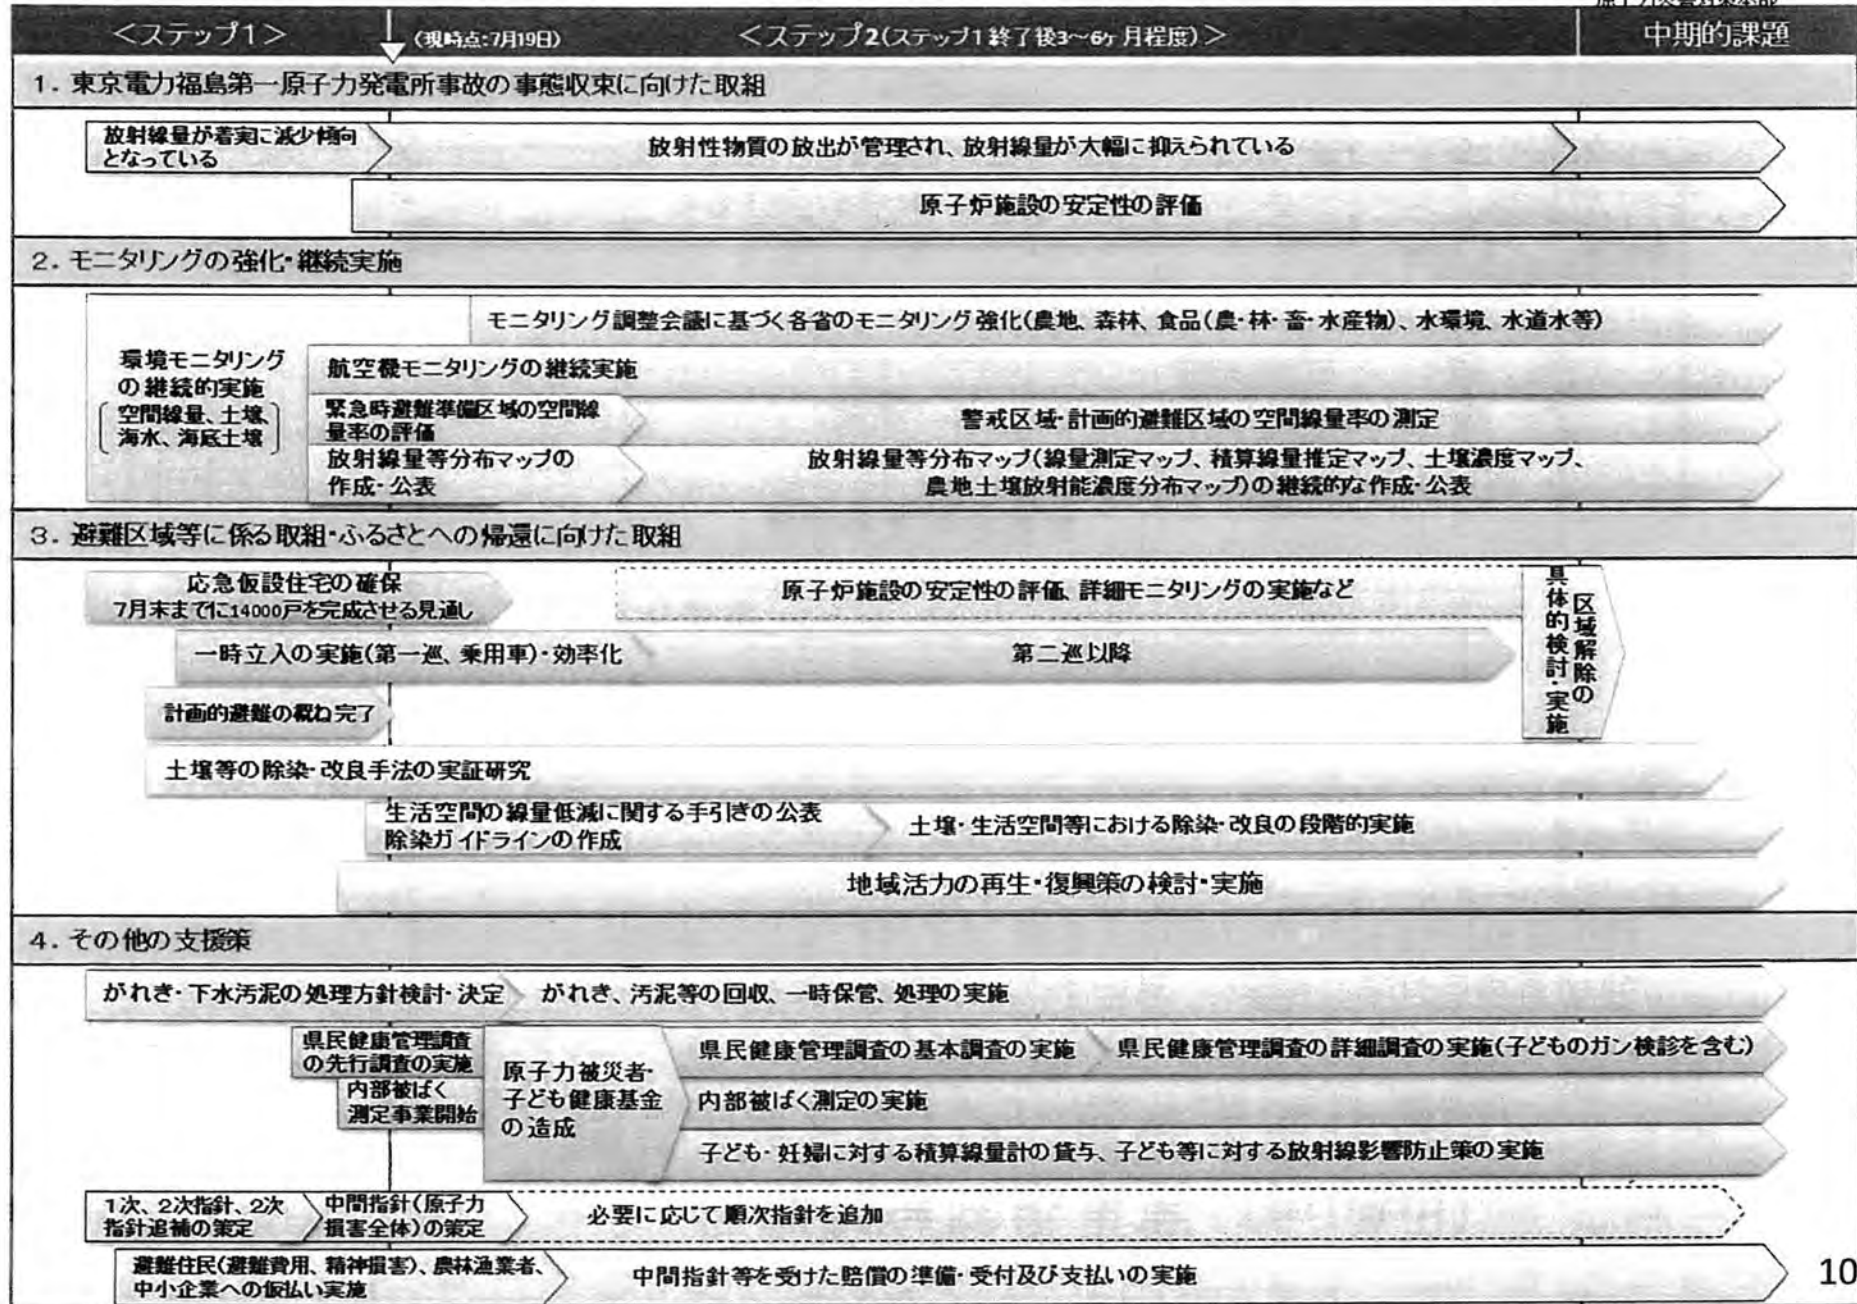 <ステップ1>
(現時点:7月19日)
<ステップ2(ステップ1終了後3～6ヶ月程度)>
中期的課題
1. 東京電力福島第一原子力発電所事故の事態収束に向けた取組
放射線量が着実に減少傾向
となっている
放射性物質の放出が管理され、放射線量が大幅に抑えられている
原子炉施設の安定性の評価
2. モニタリングの強化・継続実施
モニタリング調整会議に基づく各省のモニタリング強化(農地、森林、食品(農・林・畜・水産物)、水環境、水道水等)
環境モニタリング
の継続的実施
空間線量、土壌、
海水、海底土壌
航空機モニタリングの継続実施
緊急時避難準備区域の空間線
量率の評価
警戒区域・計画的避難区域の空間線量率の測定
放射線量等分布マップの
作成・公表
放射線量等分布マップ(線量測定マップ、積算線量推定マップ、土壌濃度マップ、
農地土壌放射能濃度分布マップ)の継続的な作成・公表
3. 避難区域等に係る取組・ふるさとへの帰還に向けた取組
応急仮設住宅の確保
7月末までに14000戸を完成させる見通し
原子炉施設の安定性の評価、詳細モニタリングの実施など
区域解除の
具体的検討・実施
一時立入の実施(第一巡、乗用車)・効率化
第二巡以降
計画的避難の概ね完了
土壌等の除染・改良手法の実証研究
生活空間の線量低減に関する手引きの公表
除染ガイドラインの作成
土壌・生活空間等における除染・改良の段階的実施
地域活力の再生・復興策の検討・実施
4. その他の支援策
がれき・下水汚泥の処理方針検討・決定
がれき、汚泥等の回収、一時保管、処理の実施
県民健康管理調査
の先行調査の実施
内部被ばく
測定事業開始
原子力被災者・
子ども健康基金
の造成
県民健康管理調査の基本調査の実施
県民健康管理調査の詳細調査の実施(子どものガン検診を含む)
内部被ばく測定の実施
子ども・妊婦に対する積算線量計の貸与、子ども等に対する放射線影響防止策の実施
1次、2次指針、2次
指針追補の策定
中間指針(原子力
損害全体)の策定
必要に応じて順次指針を追加
避難住民(避難費用、精神損害)、農林漁業者、
中小企業への仮払い実施
中間指針等を受けた賠償の準備・受付及び支払いの実施
10